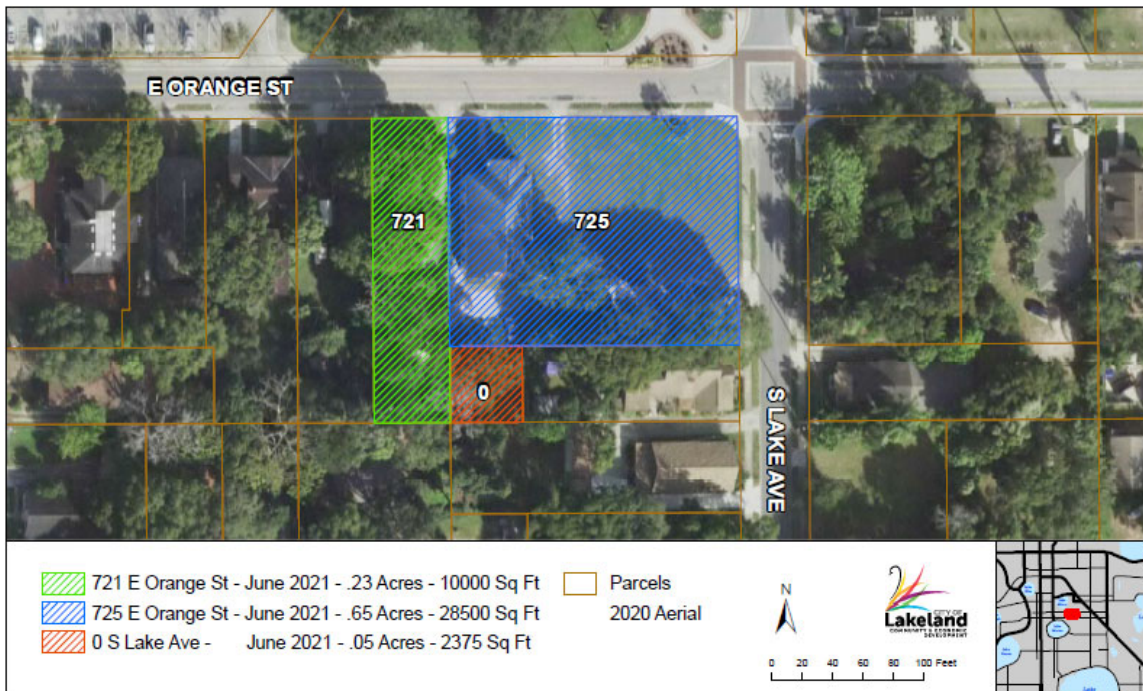 E ORANGE ST
721
725
0
S LAKE AVE
721 E Orange St - June 2021 - .23 Acres - 10000 Sq Ft
725 E Orange St - June 2021 - .65 Acres - 28500 Sq Ft
0 S Lake Ave - June 2021 - .05 Acres - 2375 Sq Ft
Parcels
2020 Aerial
N
CITY OF
Lakeland
COMMUNITY & ECONOMIC
DEVELOPMENT
0 20 40 60 80 100 Feet